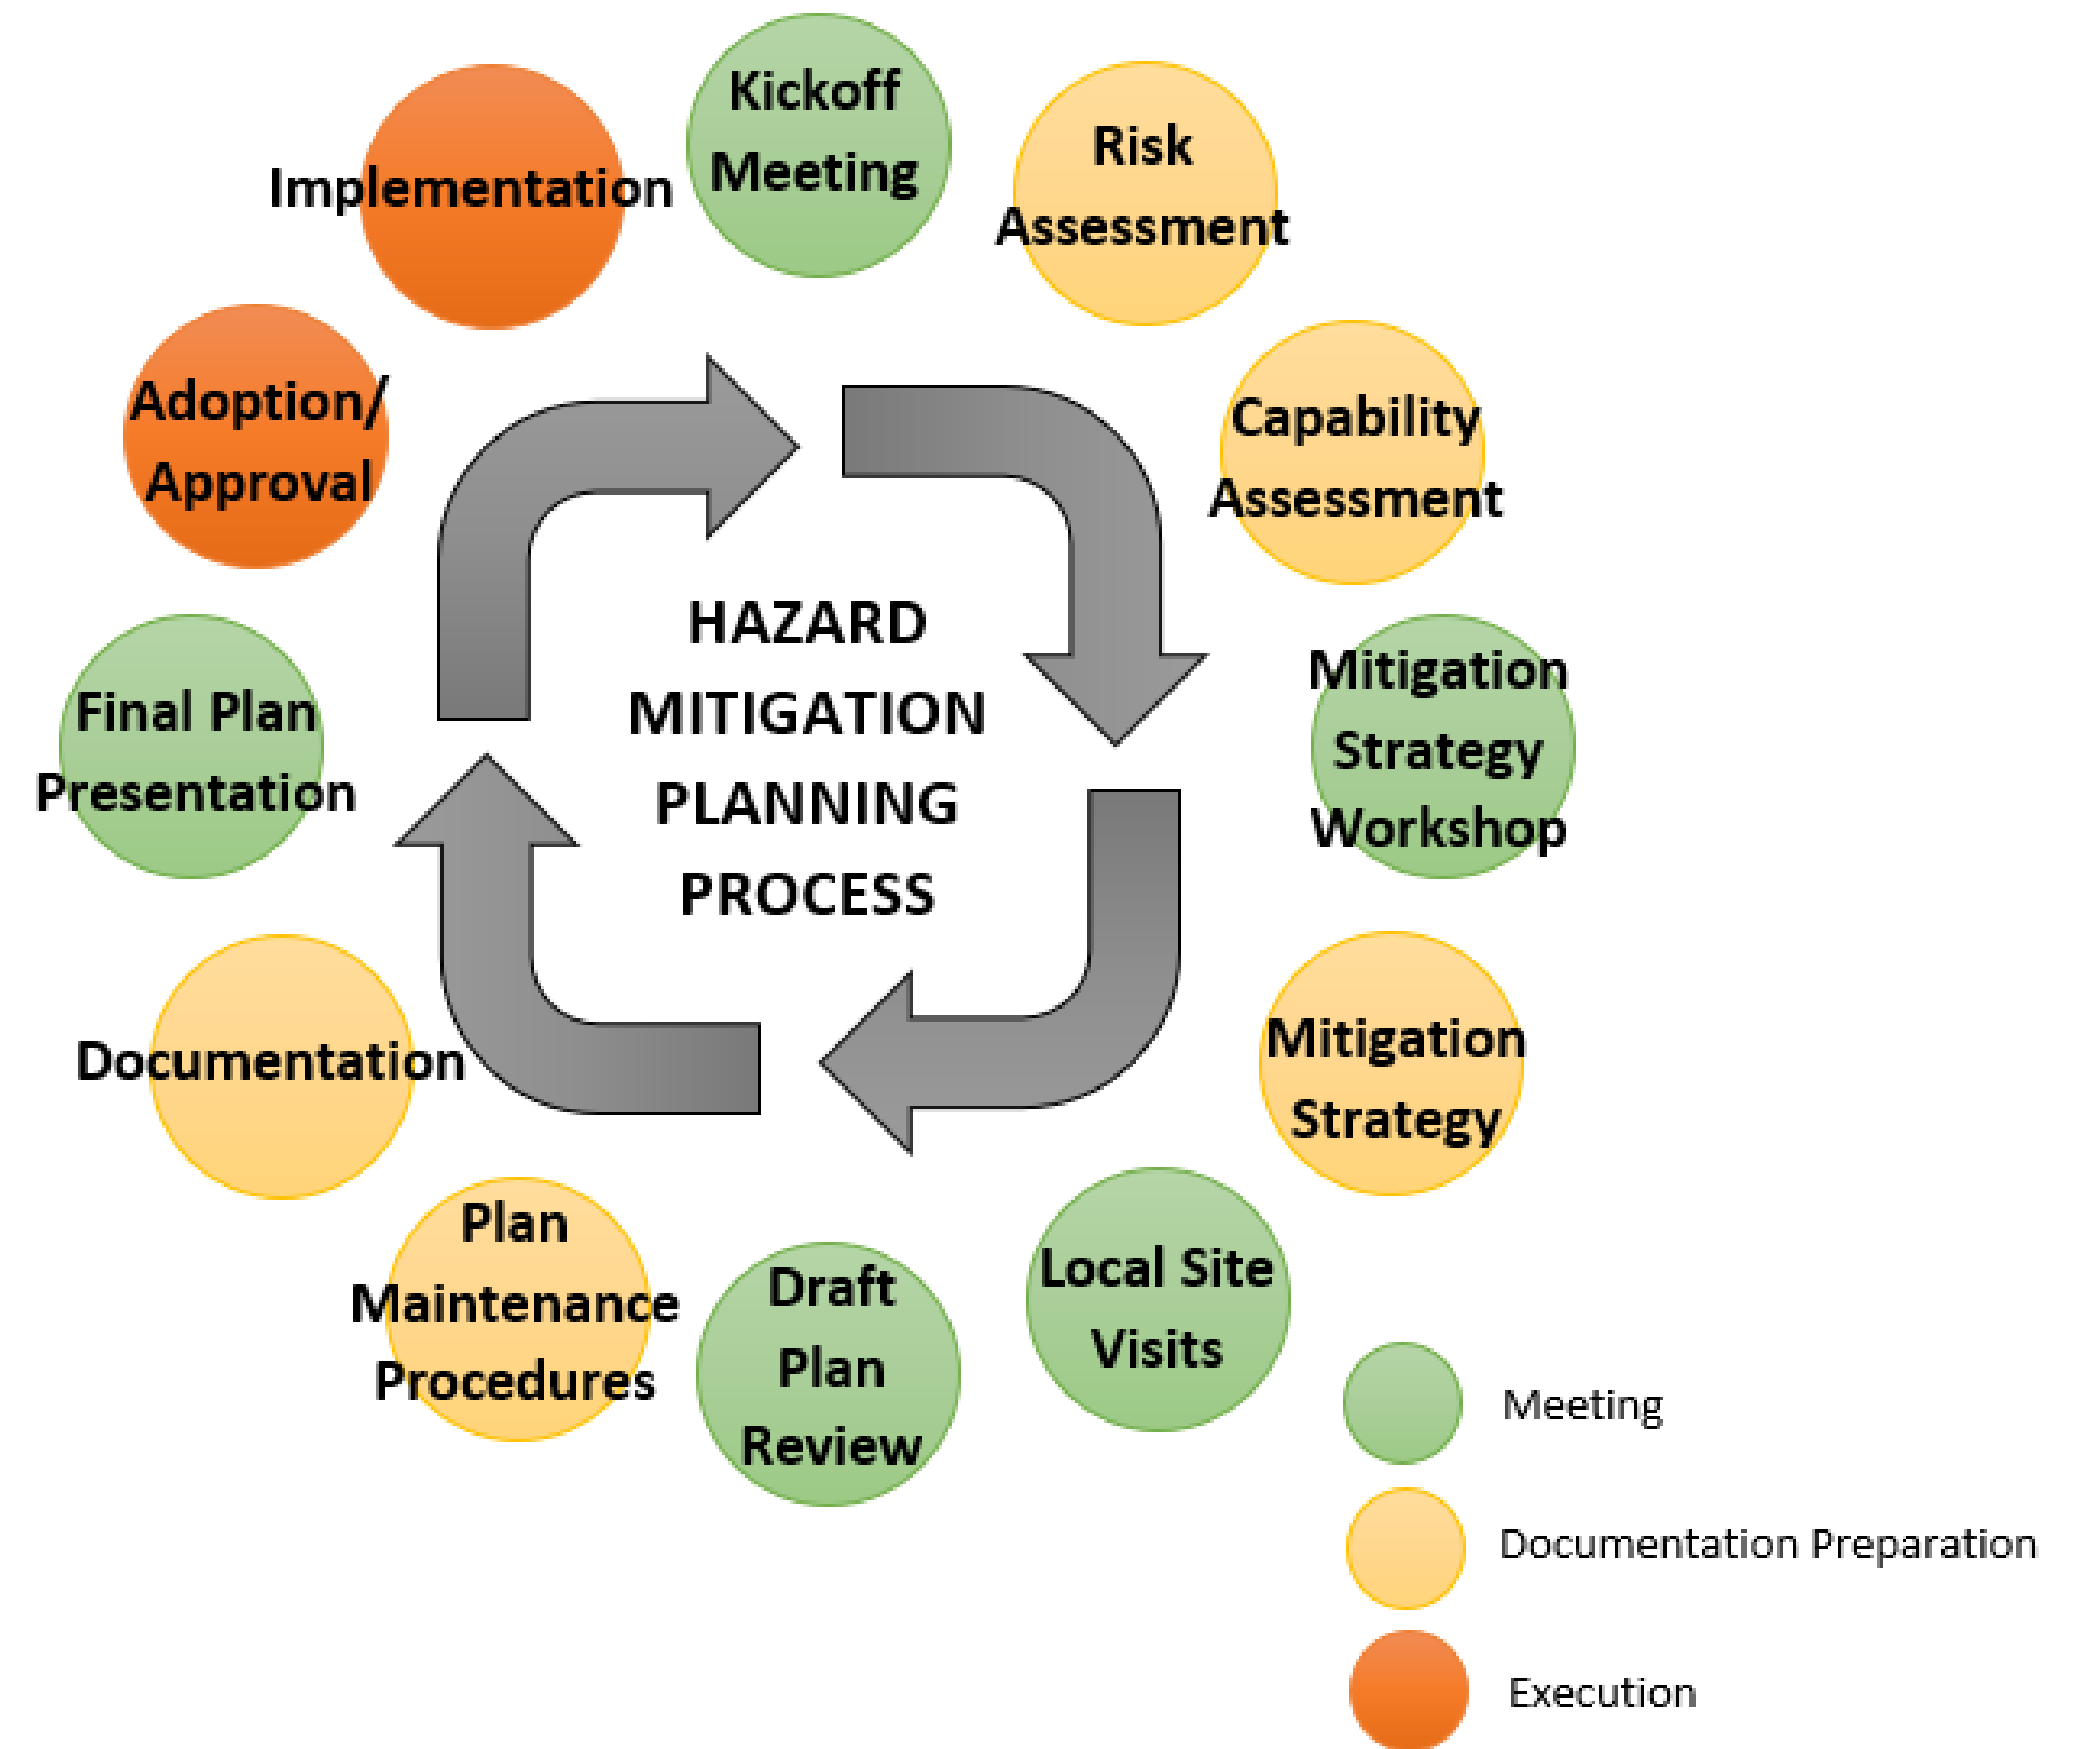 Kickoff
Meeting
Risk
Assessment
Capability
Assessment
Mitigation
Strategy
Workshop
Mitigation
Strategy
Local Site
Visits
Draft
Plan
Review
Plan
Maintenance
Procedures
Documentation
Final Plan
Presentation
Adoption/
Approval
Implementation
HAZARD
MITIGATION
PLANNING
PROCESS
Meeting
Documentation Preparation
Execution